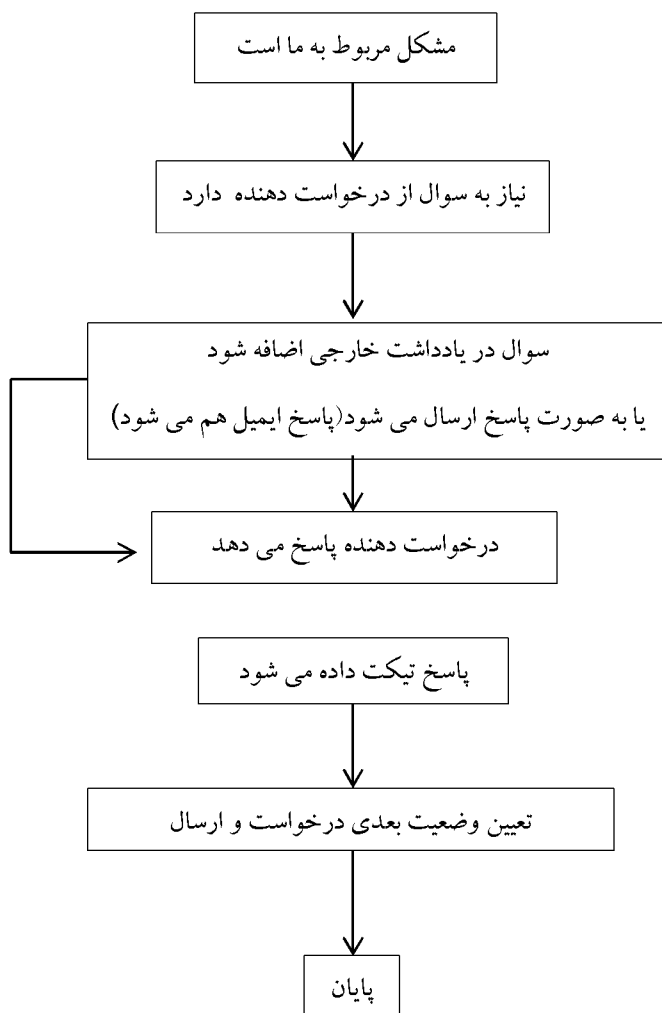 مشکل مربوط به ما است
نیاز به سوال از درخواست دهنده دارد
سوال در یادداشت خارجی اضافه شود
یا به صورت پاسخ ارسال می شود(پاسخ ایمیل هم می شود)
درخواست دهنده پاسخ می دهد
پاسخ تیکت داده می شود
تعیین وضعیت بعدی درخواست و ارسال
پایان